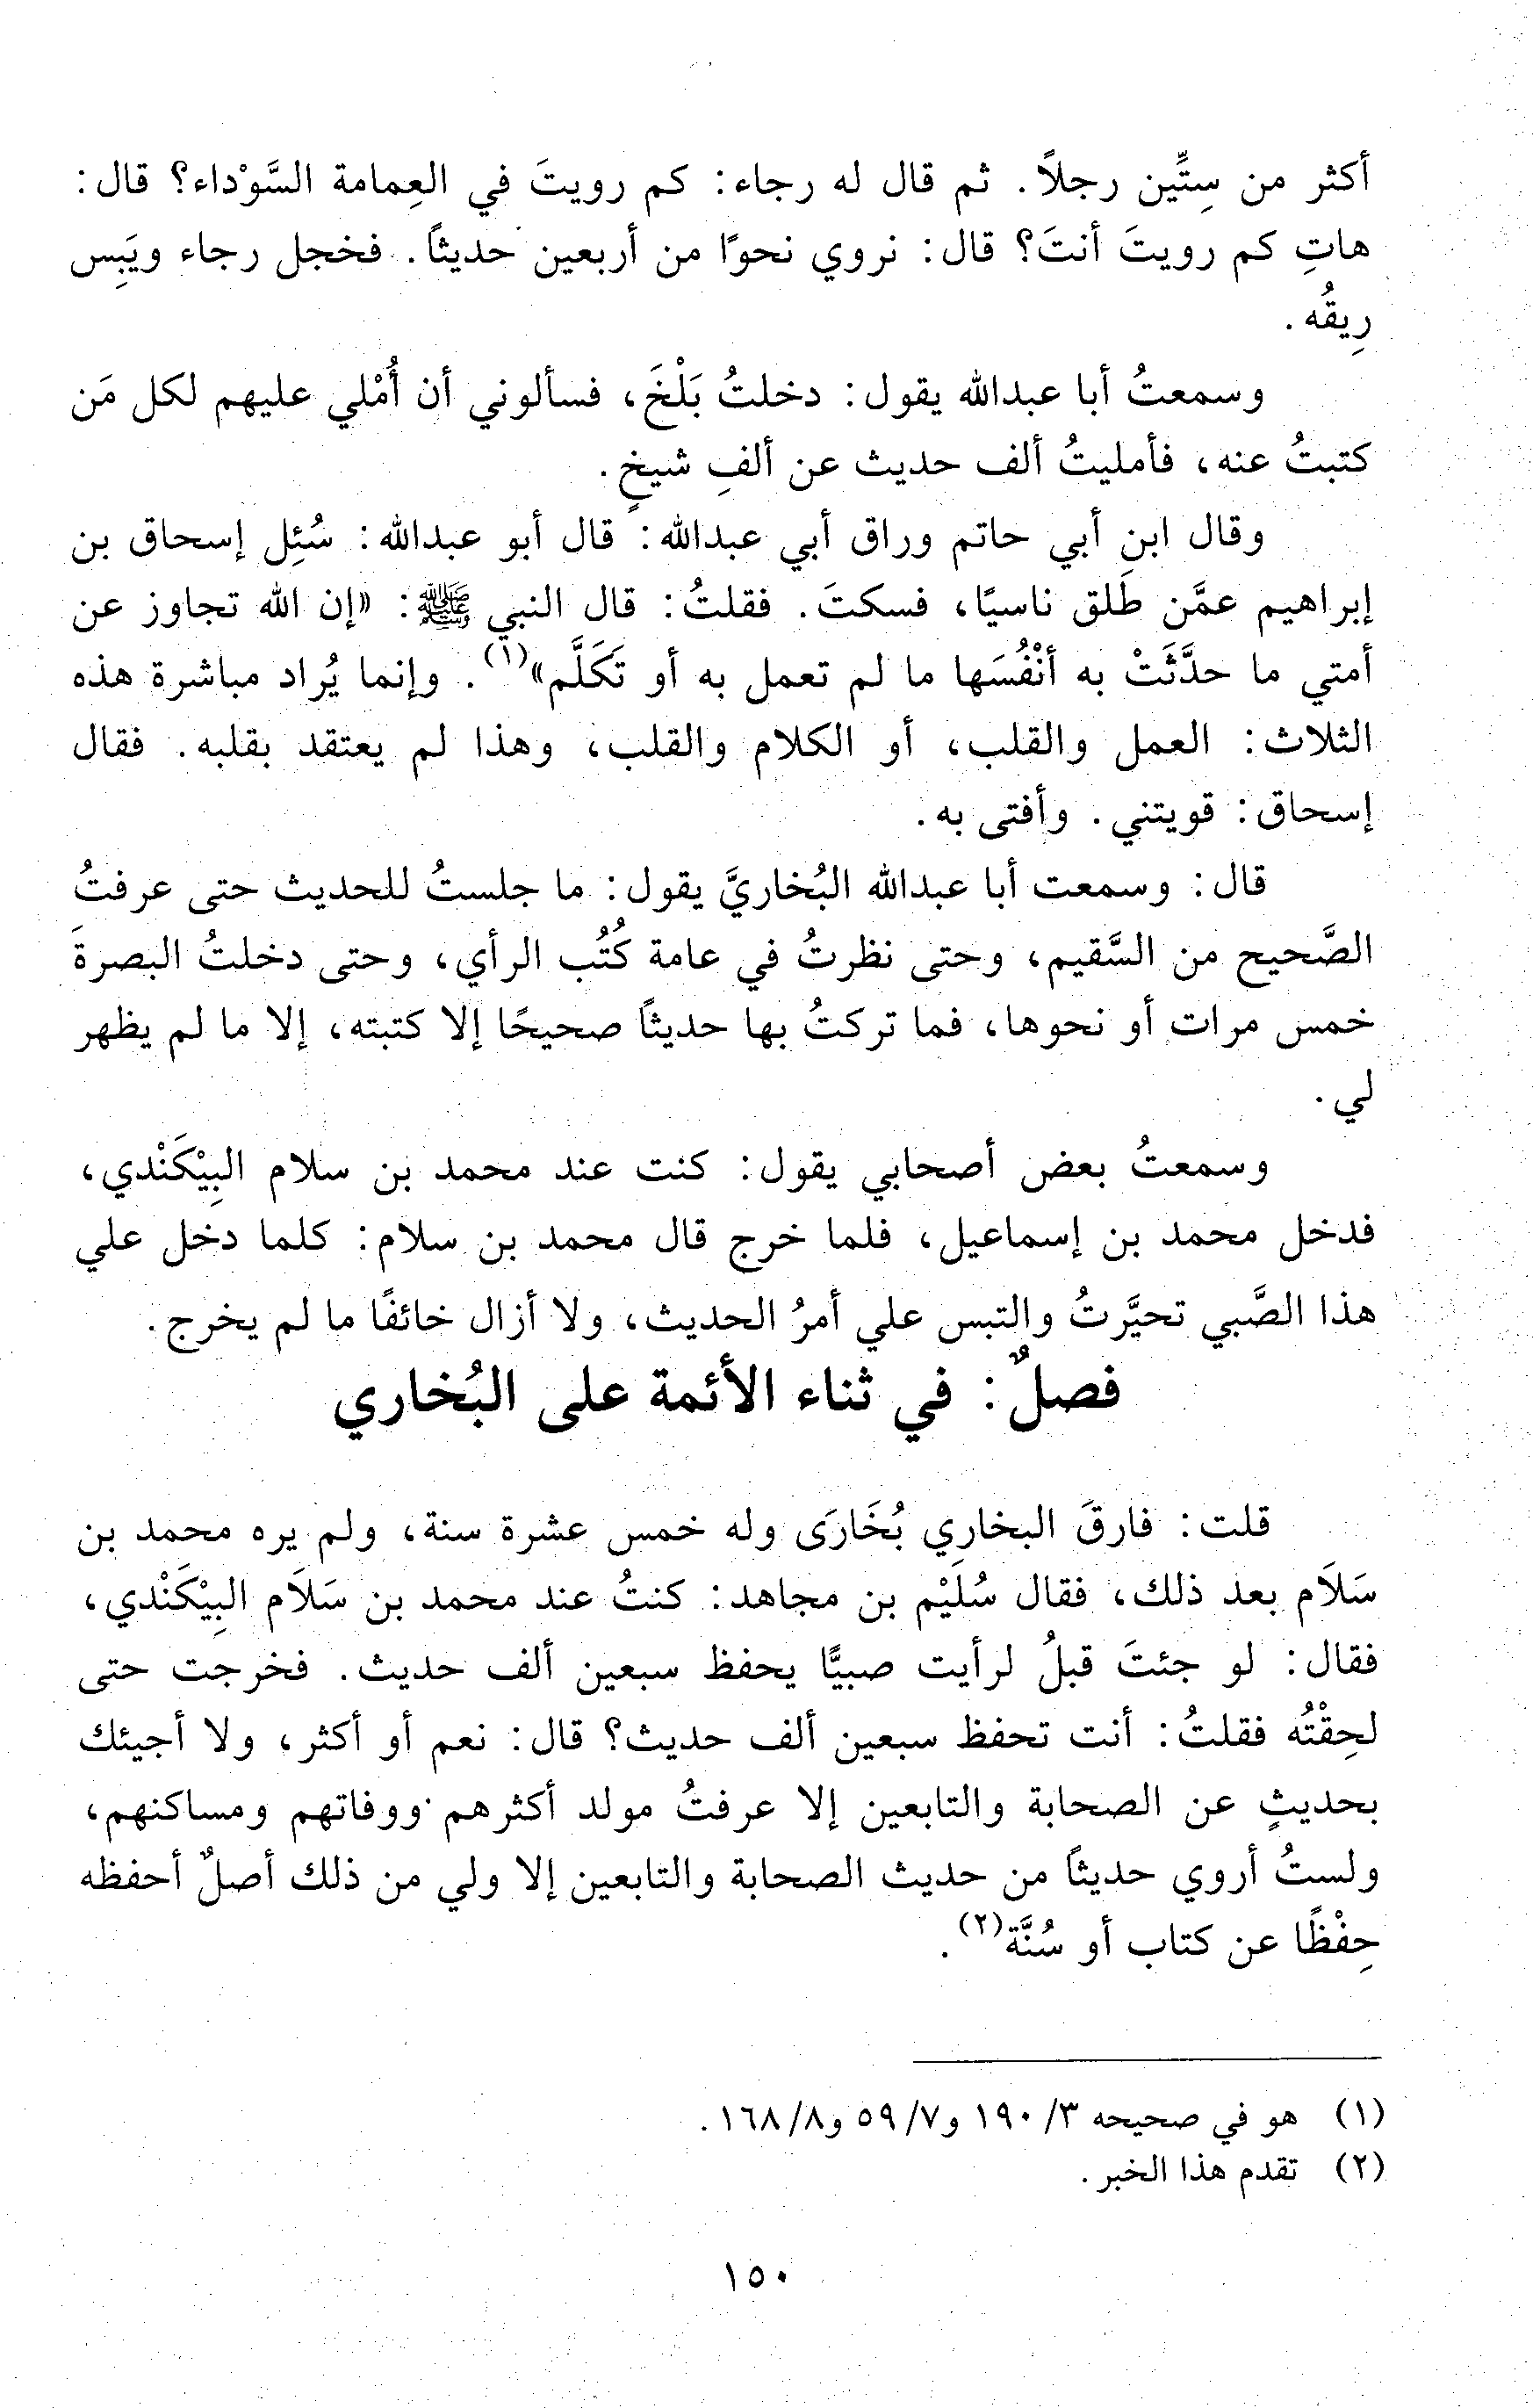 أكثر من سِتِّين رجلاً. ثم قال له رجاء: كم رويتَ في العِمامة السَّوْداء؟ قال:
هاتِ كم رويتَ أنتَ؟ قال: نروي نحوًا من أربعين حديثاً. فخجل رجاء ويَبِس
رِيقُه.
وسمعتُ أبا عبدالله يقول: دخلتُ بَلْخَ، فسألوني أن أُمْلي عليهم لكل مَن
كتبتُ عنه، فأمليتُ ألف حديث عن ألفِ شيخٍ.
وقال ابن أبي حاتم وراق أبي عبدالله: قال أبو عبدالله: سُئِل إسحاق بن
إبراهيم عمَّن طَلق ناسيًا، فسكتَ. فقلتُ: قال النبي ﷺ: «إن الله تجاوز عن
أمتي ما حدَّثَتْ به أنْفُسَها ما لم تعمل به أو تَكَلَّم»(١). وإنما يُراد مباشرة هذه
الثلاث: العمل والقلب، أو الكلام والقلب، وهذا لم يعتقد بقلبه. فقال
إسحاق: قويتني. وأفتى به.
قال: وسمعت أبا عبدالله البُخاريَّ يقول: ما جلستُ للحديث حتى عرفتُ
الصَّحيح من السَّقيم، وحتى نظرتُ في عامة كُتُب الرأي، وحتى دخلتُ البصرةَ
خمس مرات أو نحوها، فما تركتُ بها حديثاً صحيحًا إلا كتبته، إلا ما لم يظهر
لي.
وسمعتُ بعض أصحابي يقول: كنت عند محمد بن سلام البِيْكَنْدي،
فدخل محمد بن إسماعيل، فلما خرج قال محمد بن سلام: كلما دخل علي
هذا الصَّبي تحيَّرتُ والتبس علي أمرُ الحديث، ولا أزال خائفًا ما لم يخرج.
فصلٌ: في ثناء الأئمة على البُخاري
قلت: فارقَ البخاري بُخَارَى وله خمس عشرة سنة، ولم يره محمد بن
سَلاَم بعد ذلك، فقال سُلَيْم بن مجاهد: كنتُ عند محمد بن سَلاَم البِيْكَنْدي،
فقال: لو جئتَ قبلُ لرأيت صبيًّا يحفظ سبعين ألف حديث. فخرجت حتى
لحِقْتُه فقلتُ: أنت تحفظ سبعين ألف حديث؟ قال: نعم أو أكثر، ولا أجيئك
بحديثٍ عن الصحابة والتابعين إلا عرفتُ مولد أكثرهم ووفاتهم ومساكنهم،
ولستُ أروي حديثاً من حديث الصحابة والتابعين إلا ولي من ذلك أصلٌ أحفظه
حِفْظًا عن كتاب أو سُنَّة(٢).
(١) هو في صحيحه ٣/ ١٩٠ و٧/ ٥٩ و٨/ ١٦٨.
(٢) تقدم هذا الخبر.
١٥٠